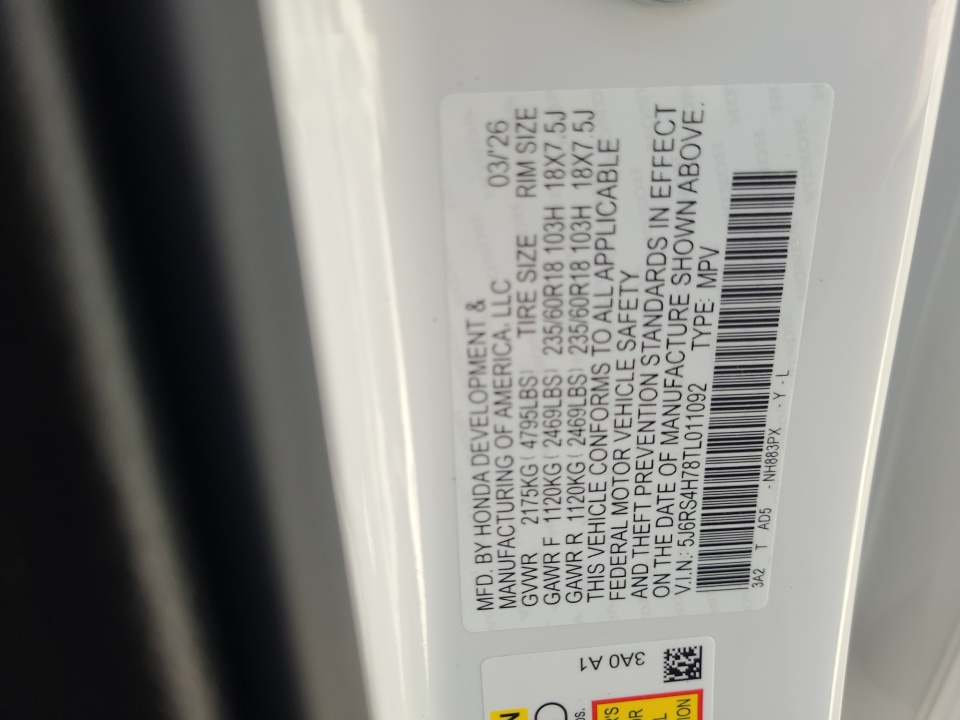 MFD. BY HONDA DEVELOPMENT &
MANUFACTURING OF AMERICA, LLC 03/'26
GVWR 2175KG( 4795LBS) TIRE SIZE RIM SIZE
GAWR F 1120KG( 2469LBS) 235/60R18 103H 18X7.5J
GAWR R 1120KG( 2469LBS) 235/60R18 103H 18X7.5J
THIS VEHICLE CONFORMS TO ALL APPLICABLE
FEDERAL MOTOR VEHICLE SAFETY
AND THEFT PREVENTION STANDARDS IN EFFECT
ON THE DATE OF MANUFACTURE SHOWN ABOVE.
V.I.N.: 5J6RS4H78TL011092 TYPE: MPV
3A2 T AD5 -NH883PX -Y-L
3A0 A1